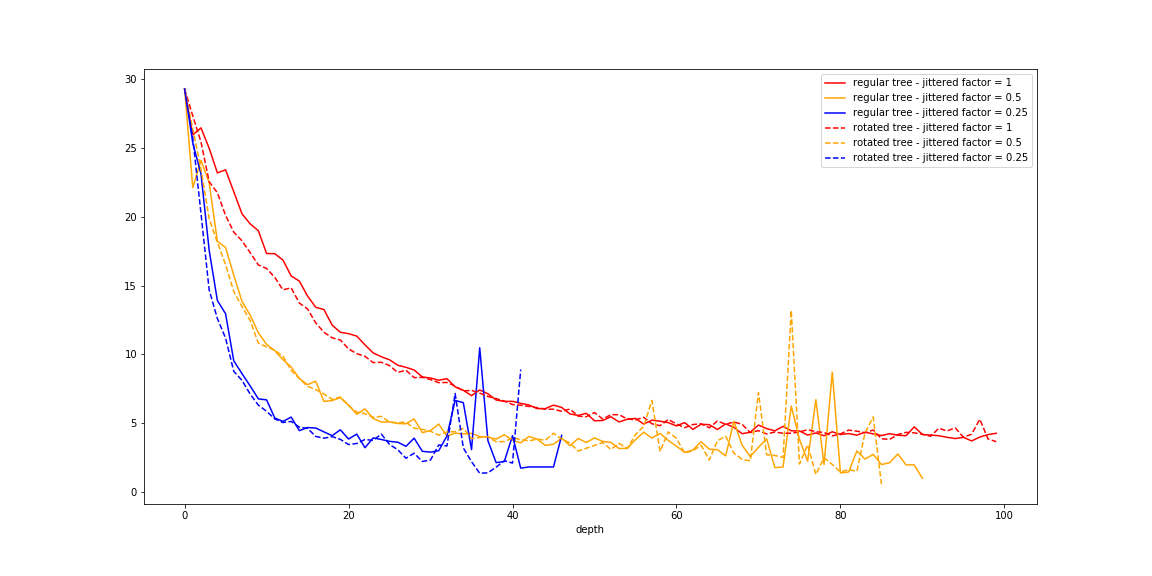 30
25
20
15
10
5
0
0 20 40 60 80 100
depth
regular tree - jittered factor = 1
regular tree - jittered factor = 0.5
regular tree - jittered factor = 0.25
rotated tree - jittered factor = 1
rotated tree - jittered factor = 0.5
rotated tree - jittered factor = 0.25